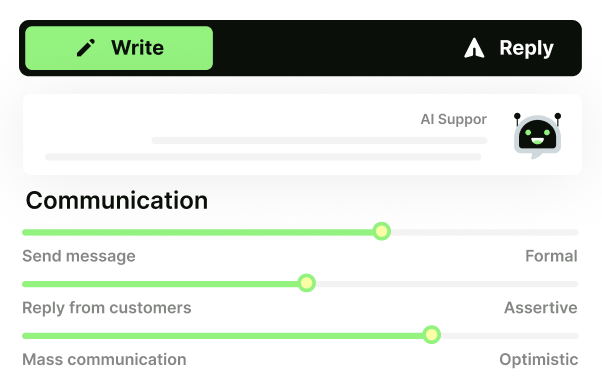 Write
Reply
AI Suppor
Communication
Send message
Formal
Reply from customers
Assertive
Mass communication
Optimistic